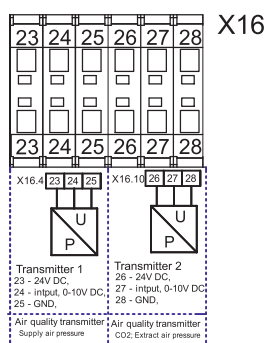 X16
23 24 25 26 27 28
23 24 25 26 27 28
X16.4 23 24 25
X16.10 26 27 28
U
P
U
P
Transmitter 1
23 - 24V DC,
24 - intput, 0-10V DC,
25 - GND,
Transmitter 2
26 - 24V DC,
27 - intput, 0-10V DC
28 - GND,
Air quality transmitter
Supply air pressure
Air quality transmitter
CO2; Extract air pressure